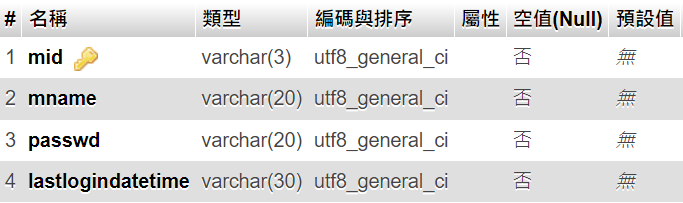 # 名稱 類型 編碼與排序 屬性 空值(Null) 預設值
1 mid varchar(3) utf8_general_ci 否 無
2 mname varchar(20) utf8_general_ci 否 無
3 passwd varchar(20) utf8_general_ci 否 無
4 lastlogindatetime varchar(30) utf8_general_ci 否 無